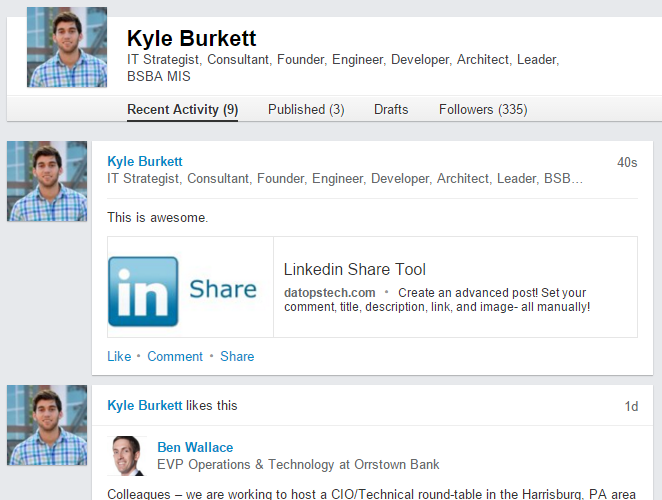 Kyle Burkett
IT Strategist, Consultant, Founder, Engineer, Developer, Architect, Leader,
BSBA MIS
Recent Activity (9) Published (3) Drafts Followers (335)
Kyle Burkett 40s
IT Strategist, Consultant, Founder, Engineer, Developer, Architect, Leader, BSB…
This is awesome.
in Share
Linkedin Share Tool
datopstech.com • Create an advanced post! Set your
comment, title, description, link, and image- all manually!
Like • Comment • Share
Kyle Burkett likes this 1d
Ben Wallace
EVP Operations & Technology at Orrstown Bank
Colleagues – we are working to host a CIO/Technical round-table in the Harrisburg, PA area